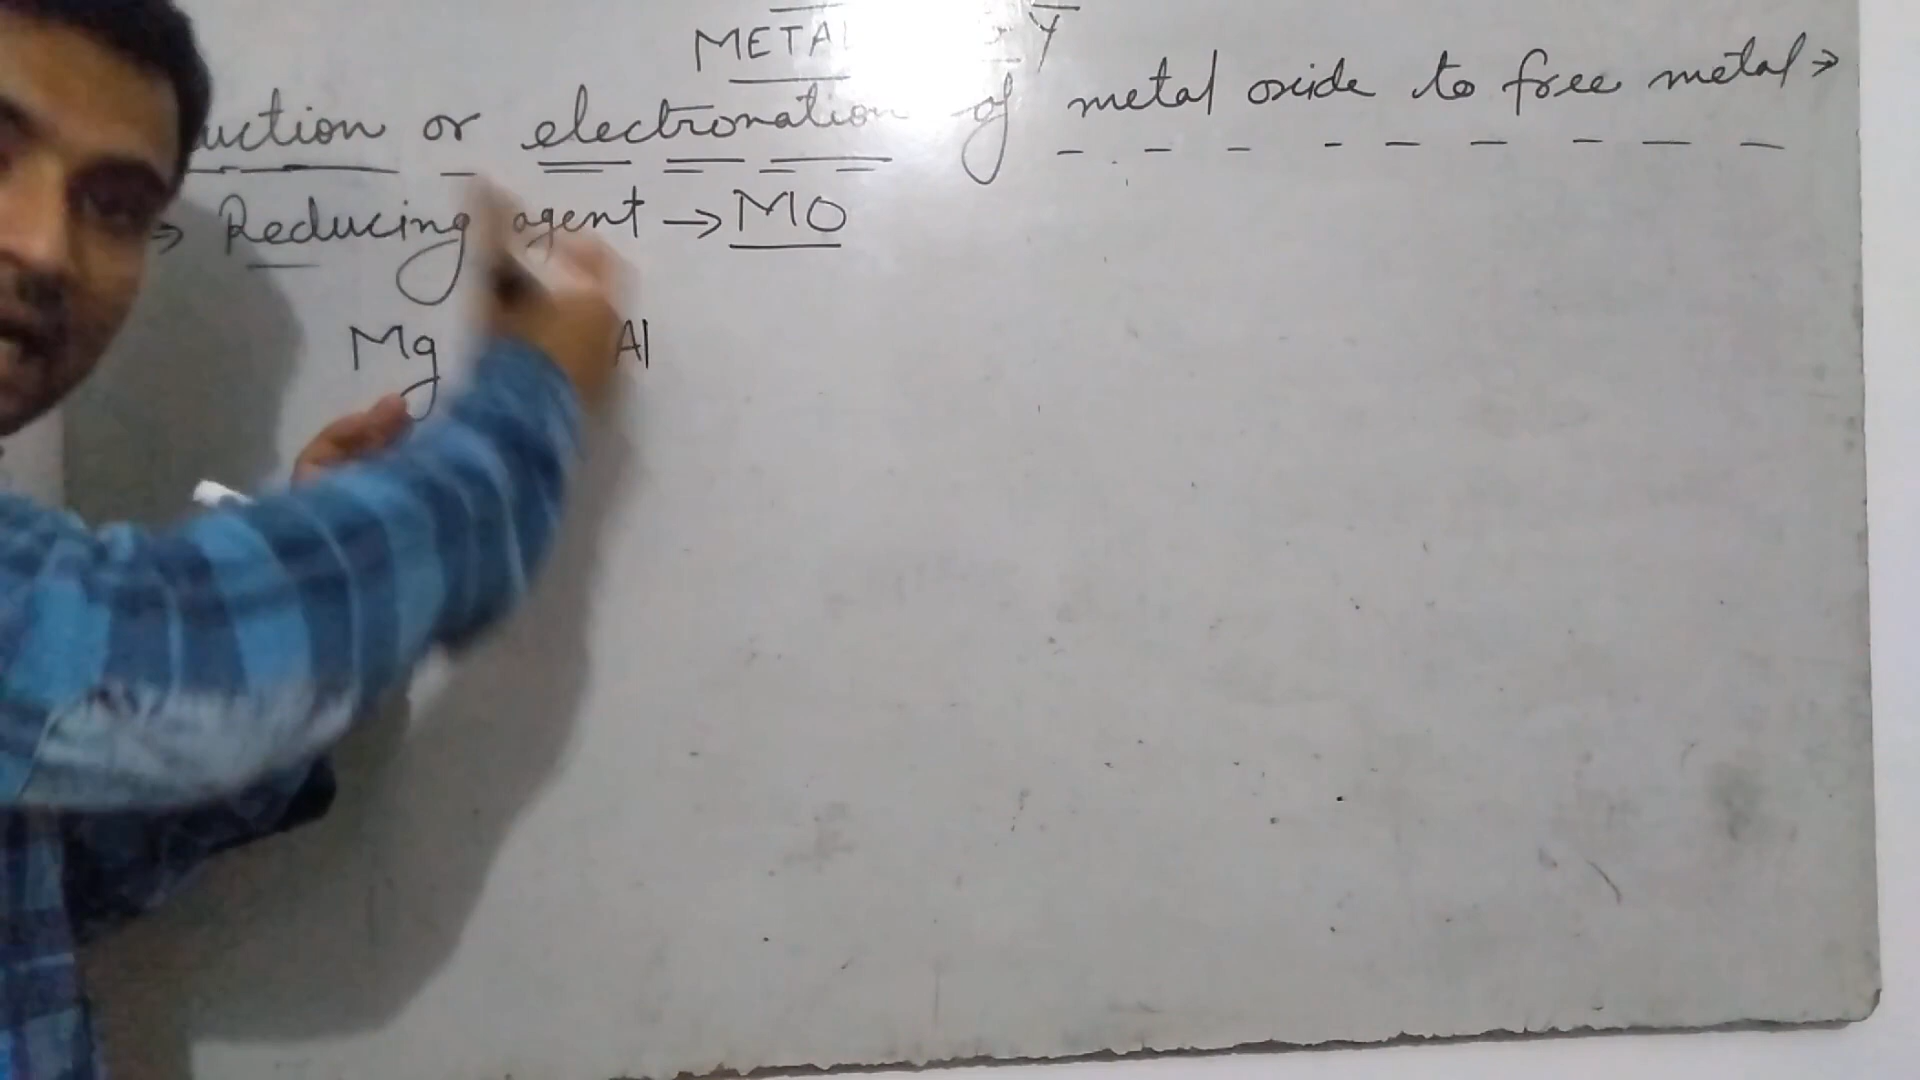 METAL Y
uction or electronation of metal oxide to free metal →
→ Reducing agent → MO
Mg Al